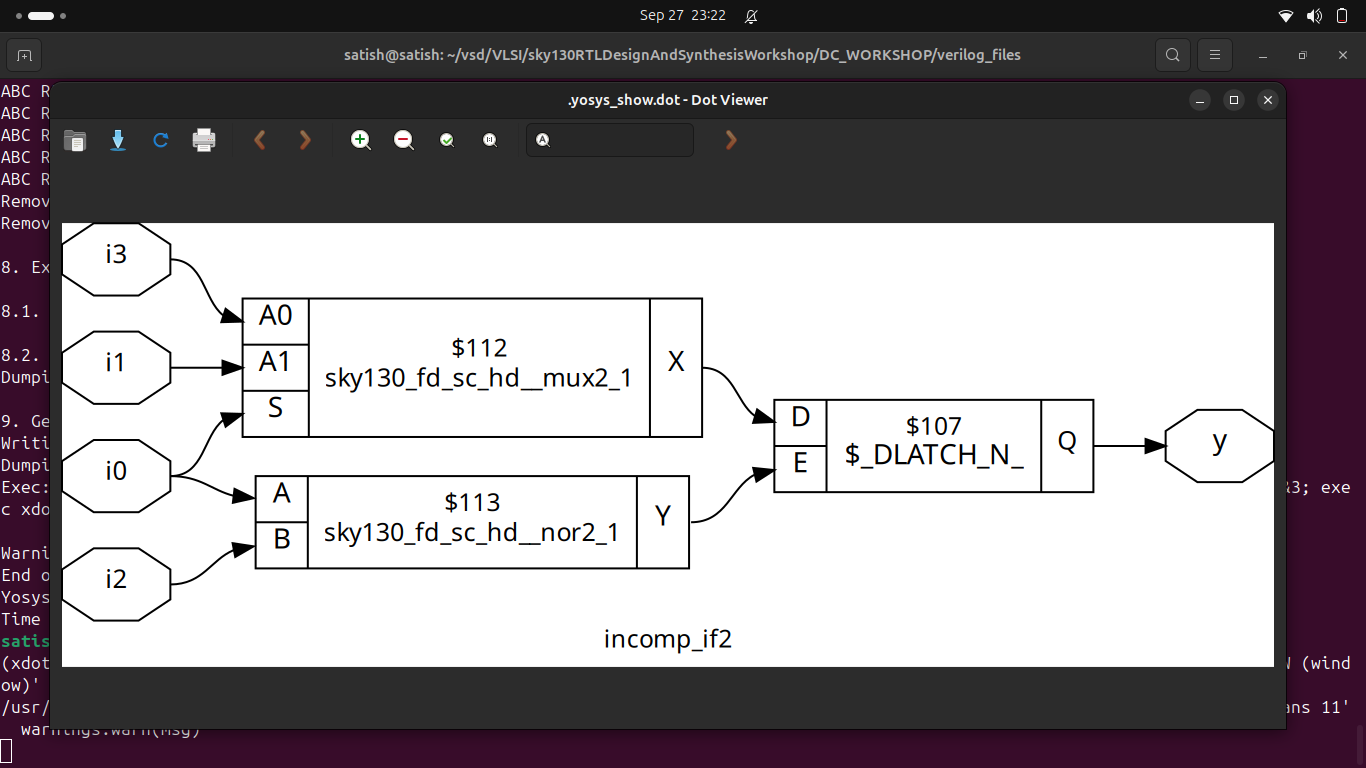 Sep 27 23:22
satish@satish: ~/vsd/VLSI/sky130RTLDesignAndSynthesisWorkshop/DC_WORKSHOP/verilog_files
.yosys_show.dot - Dot Viewer
ABC R
ABC R
ABC R
ABC R
ABC R
Remov
Remov
8. Ex
8.1.
8.2.
Dumpi
9. Ge
Writi
Dumpi
Exec:
&3; exe
c xdo
Warni
End o
Yosys
Time
satis
(xdot
(wind
ow)'
/usr/
ans 11'
warnings.warn(msg)
A
i3
i1
i0
i2
A0
A1
S
$112
sky130_fd_sc_hd__mux2_1
X
A
B
$113
sky130_fd_sc_hd__nor2_1
Y
D
E
$107
$_DLATCH_N_
Q
y
incomp_if2